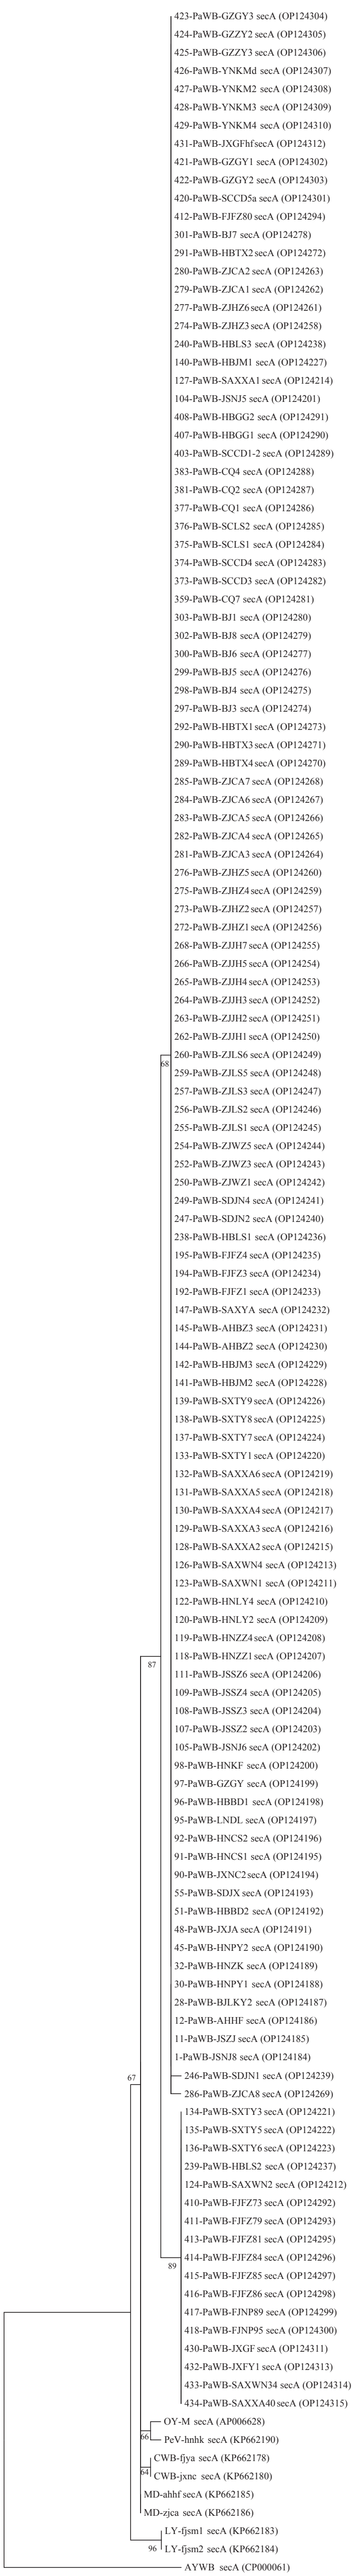 423-PaWB-GZGY3 secA (OP124304)
424-PaWB-GZZY2 secA (OP124305)
425-PaWB-GZZY3 secA (OP124306)
426-PaWB-YNKMd secA (OP124307)
427-PaWB-YNKM2 secA (OP124308)
428-PaWB-YNKM3 secA (OP124309)
429-PaWB-YNKM4 secA (OP124310)
431-PaWB-JXGFhf secA (OP124312)
421-PaWB-GZGY1 secA (OP124302)
422-PaWB-GZGY2 secA (OP124303)
420-PaWB-SCCD5a secA (OP124301)
412-PaWB-FJFZ80 secA (OP124294)
301-PaWB-BJ7 secA (OP124278)
291-PaWB-HBTX2 secA (OP124272)
280-PaWB-ZJCA2 secA (OP124263)
279-PaWB-ZJCA1 secA (OP124262)
277-PaWB-ZJHZ6 secA (OP124261)
274-PaWB-ZJHZ3 secA (OP124258)
240-PaWB-HBLS3 secA (OP124238)
140-PaWB-HBJM1 secA (OP124227)
127-PaWB-SAXXA1 secA (OP124214)
104-PaWB-JSNJ5 secA (OP124201)
408-PaWB-HBGG2 secA (OP124291)
407-PaWB-HBGG1 secA (OP124290)
403-PaWB-SCCD1-2 secA (OP124289)
383-PaWB-CQ4 secA (OP124288)
381-PaWB-CQ2 secA (OP124287)
377-PaWB-CQ1 secA (OP124286)
376-PaWB-SCLS2 secA (OP124285)
375-PaWB-SCLS1 secA (OP124284)
374-PaWB-SCCD4 secA (OP124283)
373-PaWB-SCCD3 secA (OP124282)
359-PaWB-CQ7 secA (OP124281)
303-PaWB-BJ1 secA (OP124280)
302-PaWB-BJ8 secA (OP124279)
300-PaWB-BJ6 secA (OP124277)
299-PaWB-BJ5 secA (OP124276)
298-PaWB-BJ4 secA (OP124275)
297-PaWB-BJ3 secA (OP124274)
292-PaWB-HBTX1 secA (OP124273)
290-PaWB-HBTX3 secA (OP124271)
289-PaWB-HBTX4 secA (OP124270)
285-PaWB-ZJCA7 secA (OP124268)
284-PaWB-ZJCA6 secA (OP124267)
283-PaWB-ZJCA5 secA (OP124266)
282-PaWB-ZJCA4 secA (OP124265)
281-PaWB-ZJCA3 secA (OP124264)
276-PaWB-ZJHZ5 secA (OP124260)
275-PaWB-ZJHZ4 secA (OP124259)
273-PaWB-ZJHZ2 secA (OP124257)
272-PaWB-ZJHZ1 secA (OP124256)
268-PaWB-ZJJH7 secA (OP124255)
266-PaWB-ZJJH5 secA (OP124254)
265-PaWB-ZJJH4 secA (OP124253)
264-PaWB-ZJJH3 secA (OP124252)
263-PaWB-ZJJH2 secA (OP124251)
262-PaWB-ZJJH1 secA (OP124250)
260-PaWB-ZJLS6 secA (OP124249)
68
259-PaWB-ZJLS5 secA (OP124248)
257-PaWB-ZJLS3 secA (OP124247)
256-PaWB-ZJLS2 secA (OP124246)
255-PaWB-ZJLS1 secA (OP124245)
254-PaWB-ZJWZ5 secA (OP124244)
252-PaWB-ZJWZ3 secA (OP124243)
250-PaWB-ZJWZ1 secA (OP124242)
249-PaWB-SDJN4 secA (OP124241)
247-PaWB-SDJN2 secA (OP124240)
238-PaWB-HBLS1 secA (OP124236)
195-PaWB-FJFZ4 secA (OP124235)
194-PaWB-FJFZ3 secA (OP124234)
192-PaWB-FJFZ1 secA (OP124233)
147-PaWB-SAXYA secA (OP124232)
145-PaWB-AHBZ3 secA (OP124231)
144-PaWB-AHBZ2 secA (OP124230)
142-PaWB-HBJM3 secA (OP124229)
141-PaWB-HBJM2 secA (OP124228)
139-PaWB-SXTY9 secA (OP124226)
138-PaWB-SXTY8 secA (OP124225)
137-PaWB-SXTY7 secA (OP124224)
133-PaWB-SXTY1 secA (OP124220)
132-PaWB-SAXXA6 secA (OP124219)
131-PaWB-SAXXA5 secA (OP124218)
130-PaWB-SAXXA4 secA (OP124217)
129-PaWB-SAXXA3 secA (OP124216)
128-PaWB-SAXXA2 secA (OP124215)
126-PaWB-SAXWN4 secA (OP124213)
123-PaWB-SAXWN1 secA (OP124211)
122-PaWB-HNLY4 secA (OP124210)
120-PaWB-HNLY2 secA (OP124209)
119-PaWB-HNZZ4 secA (OP124208)
118-PaWB-HNZZ1 secA (OP124207)
87
111-PaWB-JSSZ6 secA (OP124206)
109-PaWB-JSSZ4 secA (OP124205)
108-PaWB-JSSZ3 secA (OP124204)
107-PaWB-JSSZ2 secA (OP124203)
105-PaWB-JSNJ6 secA (OP124202)
98-PaWB-HNKF secA (OP124200)
97-PaWB-GZGY secA (OP124199)
96-PaWB-HBBD1 secA (OP124198)
95-PaWB-LNDL secA (OP124197)
92-PaWB-HNCS2 secA (OP124196)
91-PaWB-HNCS1 secA (OP124195)
90-PaWB-JXNC2 secA (OP124194)
55-PaWB-SDJX secA (OP124193)
51-PaWB-HBBD2 secA (OP124192)
48-PaWB-JXJA secA (OP124191)
45-PaWB-HNPY2 secA (OP124190)
32-PaWB-HNZK secA (OP124189)
30-PaWB-HNPY1 secA (OP124188)
28-PaWB-BJLKY2 secA (OP124187)
12-PaWB-AHHF secA (OP124186)
11-PaWB-JSZJ secA (OP124185)
1-PaWB-JSNJ8 secA (OP124184)
67
246-PaWB-SDJN1 secA (OP124239)
286-PaWB-ZJCA8 secA (OP124269)
134-PaWB-SXTY3 secA (OP124221)
135-PaWB-SXTY5 secA (OP124222)
136-PaWB-SXTY6 secA (OP124223)
239-PaWB-HBLS2 secA (OP124237)
124-PaWB-SAXWN2 secA (OP124212)
410-PaWB-FJFZ73 secA (OP124292)
411-PaWB-FJFZ79 secA (OP124293)
413-PaWB-FJFZ81 secA (OP124295)
414-PaWB-FJFZ84 secA (OP124296)
89
415-PaWB-FJFZ85 secA (OP124297)
416-PaWB-FJFZ86 secA (OP124298)
417-PaWB-FJNP89 secA (OP124299)
418-PaWB-FJNP95 secA (OP124300)
430-PaWB-JXGF secA (OP124311)
432-PaWB-JXFY1 secA (OP124313)
433-PaWB-SAXWN34 secA (OP124314)
434-PaWB-SAXXA40 secA (OP124315)
OY-M secA (AP006628)
66
PeV-hnhk secA (KP662190)
CWB-fjya secA (KP662178)
64
CWB-jxnc secA (KP662180)
MD-ahhf secA (KP662185)
MD-zjca secA (KP662186)
LY-fjsm1 secA (KP662183)
96
LY-fjsm2 secA (KP662184)
AYWB secA (CP000061)